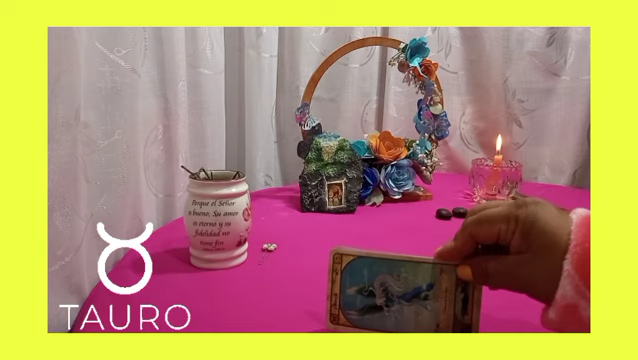 Porque el Señor
es bueno; Su amor
es eterno y su
fidelidad no
tiene fin
TAURO